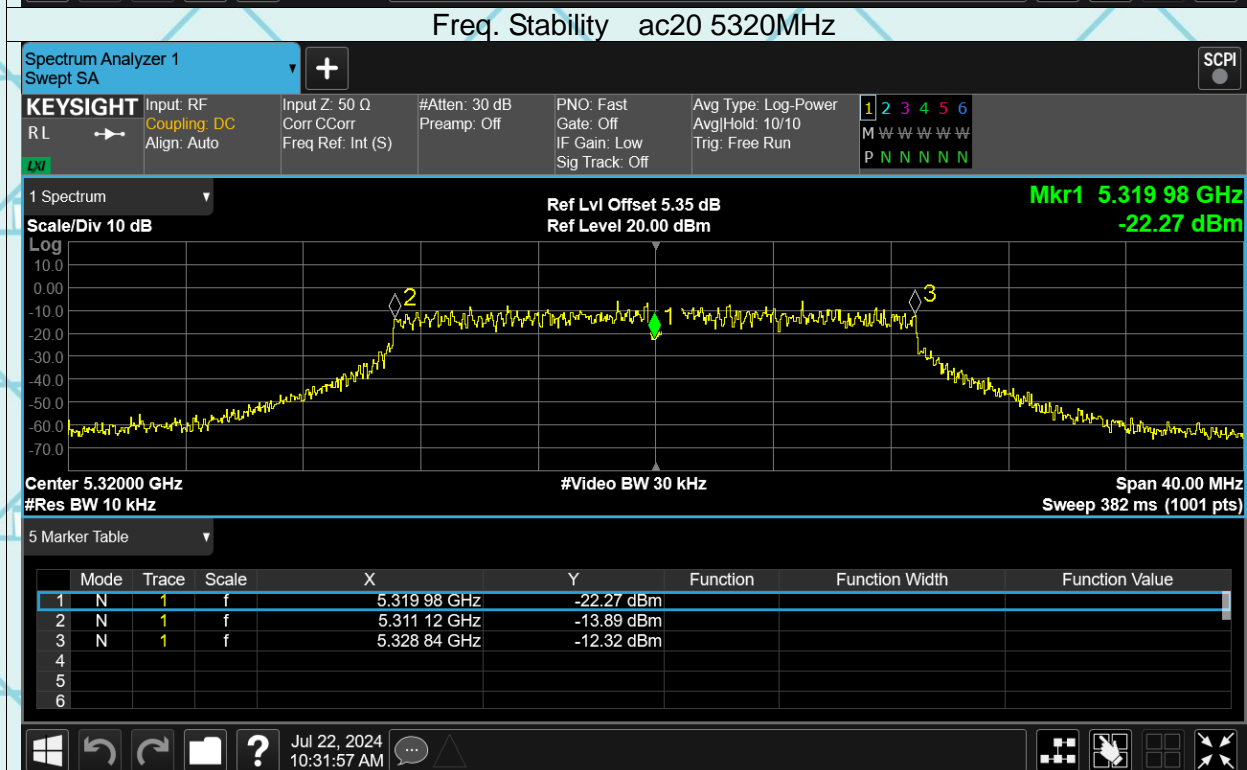 Freq. Stability ac20 5320MHz
Spectrum Analyzer 1
Swept SA
+
SCPI
KEYSIGHT
R L
LXI
Input: RF
Coupling: DC
Align: Auto
Input Z: 50 Ω
Corr CCorr
Freq Ref: Int (S)
#Atten: 30 dB
Preamp: Off
PNO: Fast
Gate: Off
IF Gain: Low
Sig Track: Off
Avg Type: Log-Power
Avg|Hold: 10/10
Trig: Free Run
1 2 3 4 5 6
M W W W W W W
P N N N N N
1 Spectrum
Scale/Div 10 dB
Ref Lvl Offset 5.35 dB
Ref Level 20.00 dBm
Mkr1 5.319 98 GHz
-22.27 dBm
Log
10.0
0.00
-10.0
-20.0
-30.0
-40.0
-50.0
-60.0
-70.0
2
1
3
Center 5.32000 GHz
#Video BW 30 kHz
Span 40.00 MHz
#Res BW 10 kHz
Sweep 382 ms (1001 pts)
5 Marker Table
Mode Trace Scale X Y Function Function Width Function Value
1 N 1 f 5.319 98 GHz -22.27 dBm
2 N 1 f 5.311 12 GHz -13.89 dBm
3 N 1 f 5.328 84 GHz -12.32 dBm
4
5
6
?
Jul 22, 2024
10:31:57 AM